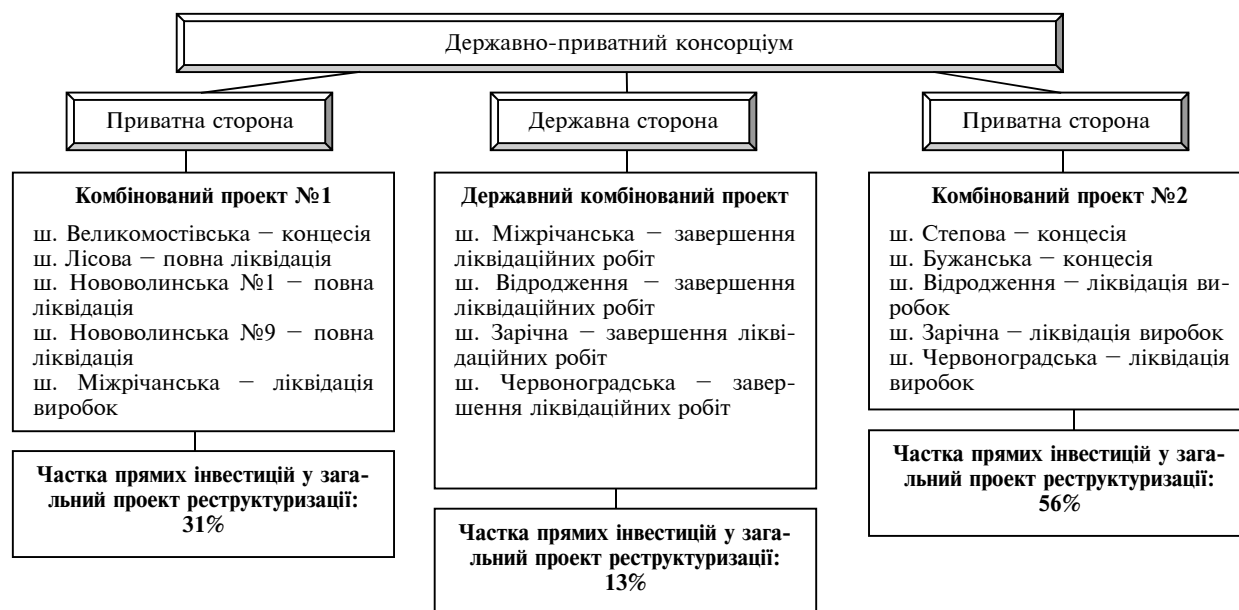 Державно-приватний консорціум
Приватна сторона
Державна сторона
Приватна сторона
Комбінований проект №1
ш. Великомостівська – концесія
ш. Лісова – повна ліквідація
ш. Нововолинська №1 – повна
ліквідація
ш. Нововолинська №9 – повна
ліквідація
ш. Міжрічанська – ліквідація
виробок
Частка прямих інвестицій у зага-
льний проект реструктуризації:
31%
Державний комбінований проект
ш. Міжрічанська – завершення
ліквідаційних робіт
ш. Відродження – завершення
ліквідаційних робіт
ш. Зарічна – завершення лікві-
даційних робіт
ш. Червоноградська – завер-
шення ліквідаційних робіт
Частка прямих інвестицій у зага-
льний проект реструктуризації:
13%
Комбінований проект №2
ш. Степова – концесія
ш. Бужанська – концесія
ш. Відродження – ліквідація ви-
робок
ш. Зарічна – ліквідація виробок
ш. Червоноградська – ліквідація
виробок
Частка прямих інвестицій у зага-
льний проект реструктуризації:
56%